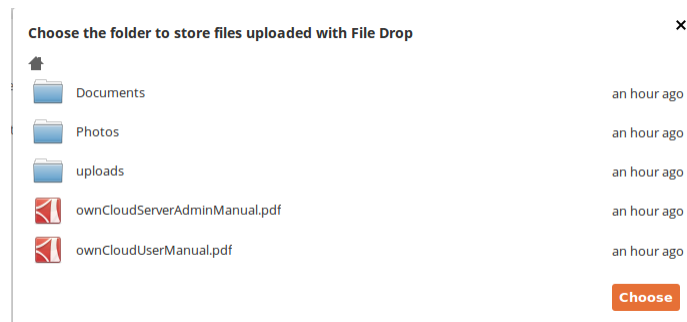 Choose the folder to store files uploaded with File Drop
Documents an hour ago
Photos an hour ago
uploads an hour ago
ownCloudServerAdminManual.pdf an hour ago
ownCloudUserManual.pdf an hour ago
Choose